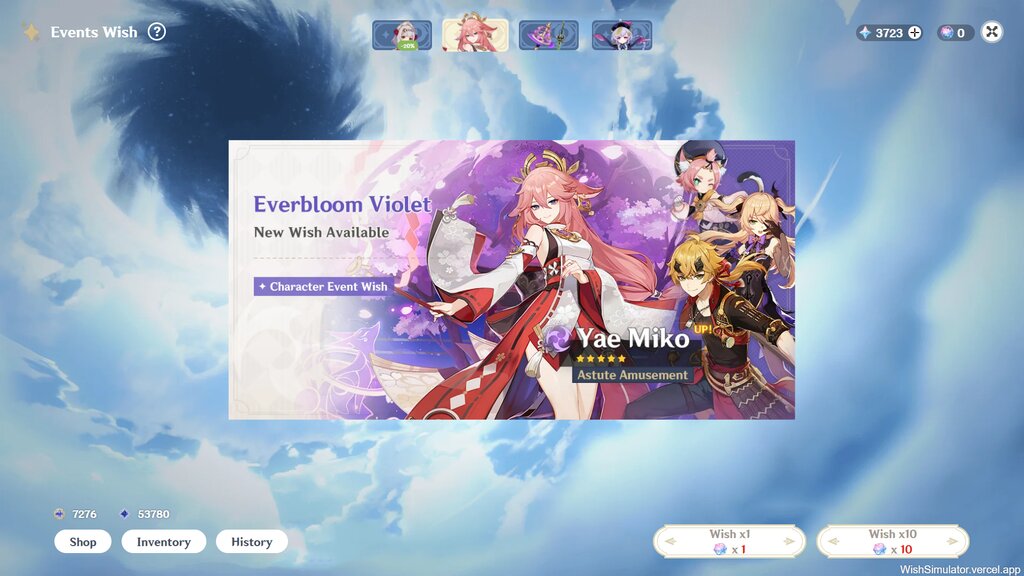 Events Wish ?
-20%
3723
0
Everbloom Violet
New Wish Available
Character Event Wish
UP!
Yae Miko
Astute Amusement
7276 53780
Shop Inventory History
Wish x1
x 1
Wish x10
x 10
WishSimulator.vercel.app